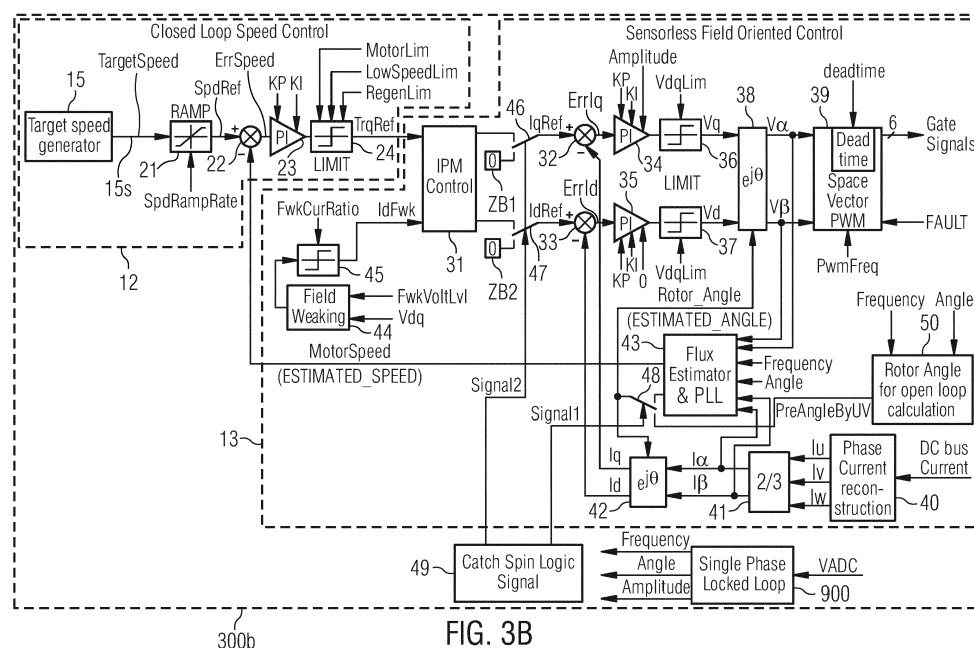 Closed Loop Speed Control
Sensorless Field Oriented Control
TargetSpeed
ErrSpeed
SpdRef
KP KI
MotorLim
LowSpeedLim
RegenLim
TrqRef
15
Target speed
generator
15s
RAMP
21
+
22
-
PI
23
LIMIT
24
SpdRampRate
12
FwkCurRatio
IdFwk
45
Field
Weaking
44
FwkVoltLvl
Vdq
IPM
Control
31
0
ZB1
0
ZB2
46
IqRef
47
IdRef
ErrIq
+
32
-
ErrId
+
33
-
Amplitude
KP
KI
PI
34
35
PI
KP
KI
0
VdqLim
Vq
36
LIMIT
Vd
37
VdqLim
38
ejθ
Vα
Vβ
39
deadtime
Dead
time
Space
Vector
PWM
6
Gate
Signals
FAULT
PwmFreq
Rotor_Angle
(ESTIMATED_ANGLE)
MotorSpeed
(ESTIMATED_SPEED)
43
Flux
Estimator
& PLL
Frequency
Angle
48
Frequency Angle
50
Rotor Angle
for open loop
calculation
PreAngleByUV
Signal2
Signal1
13
Iq
Id
ejθ
42
Iα
Iβ
2/3
41
Iu
Iv
Iw
Phase
Current
recon-
struction
40
DC bus
Current
49
Catch Spin Logic
Signal
Frequency
Angle
Amplitude
Single Phase
Locked Loop
900
VADC
300b
FIG. 3B